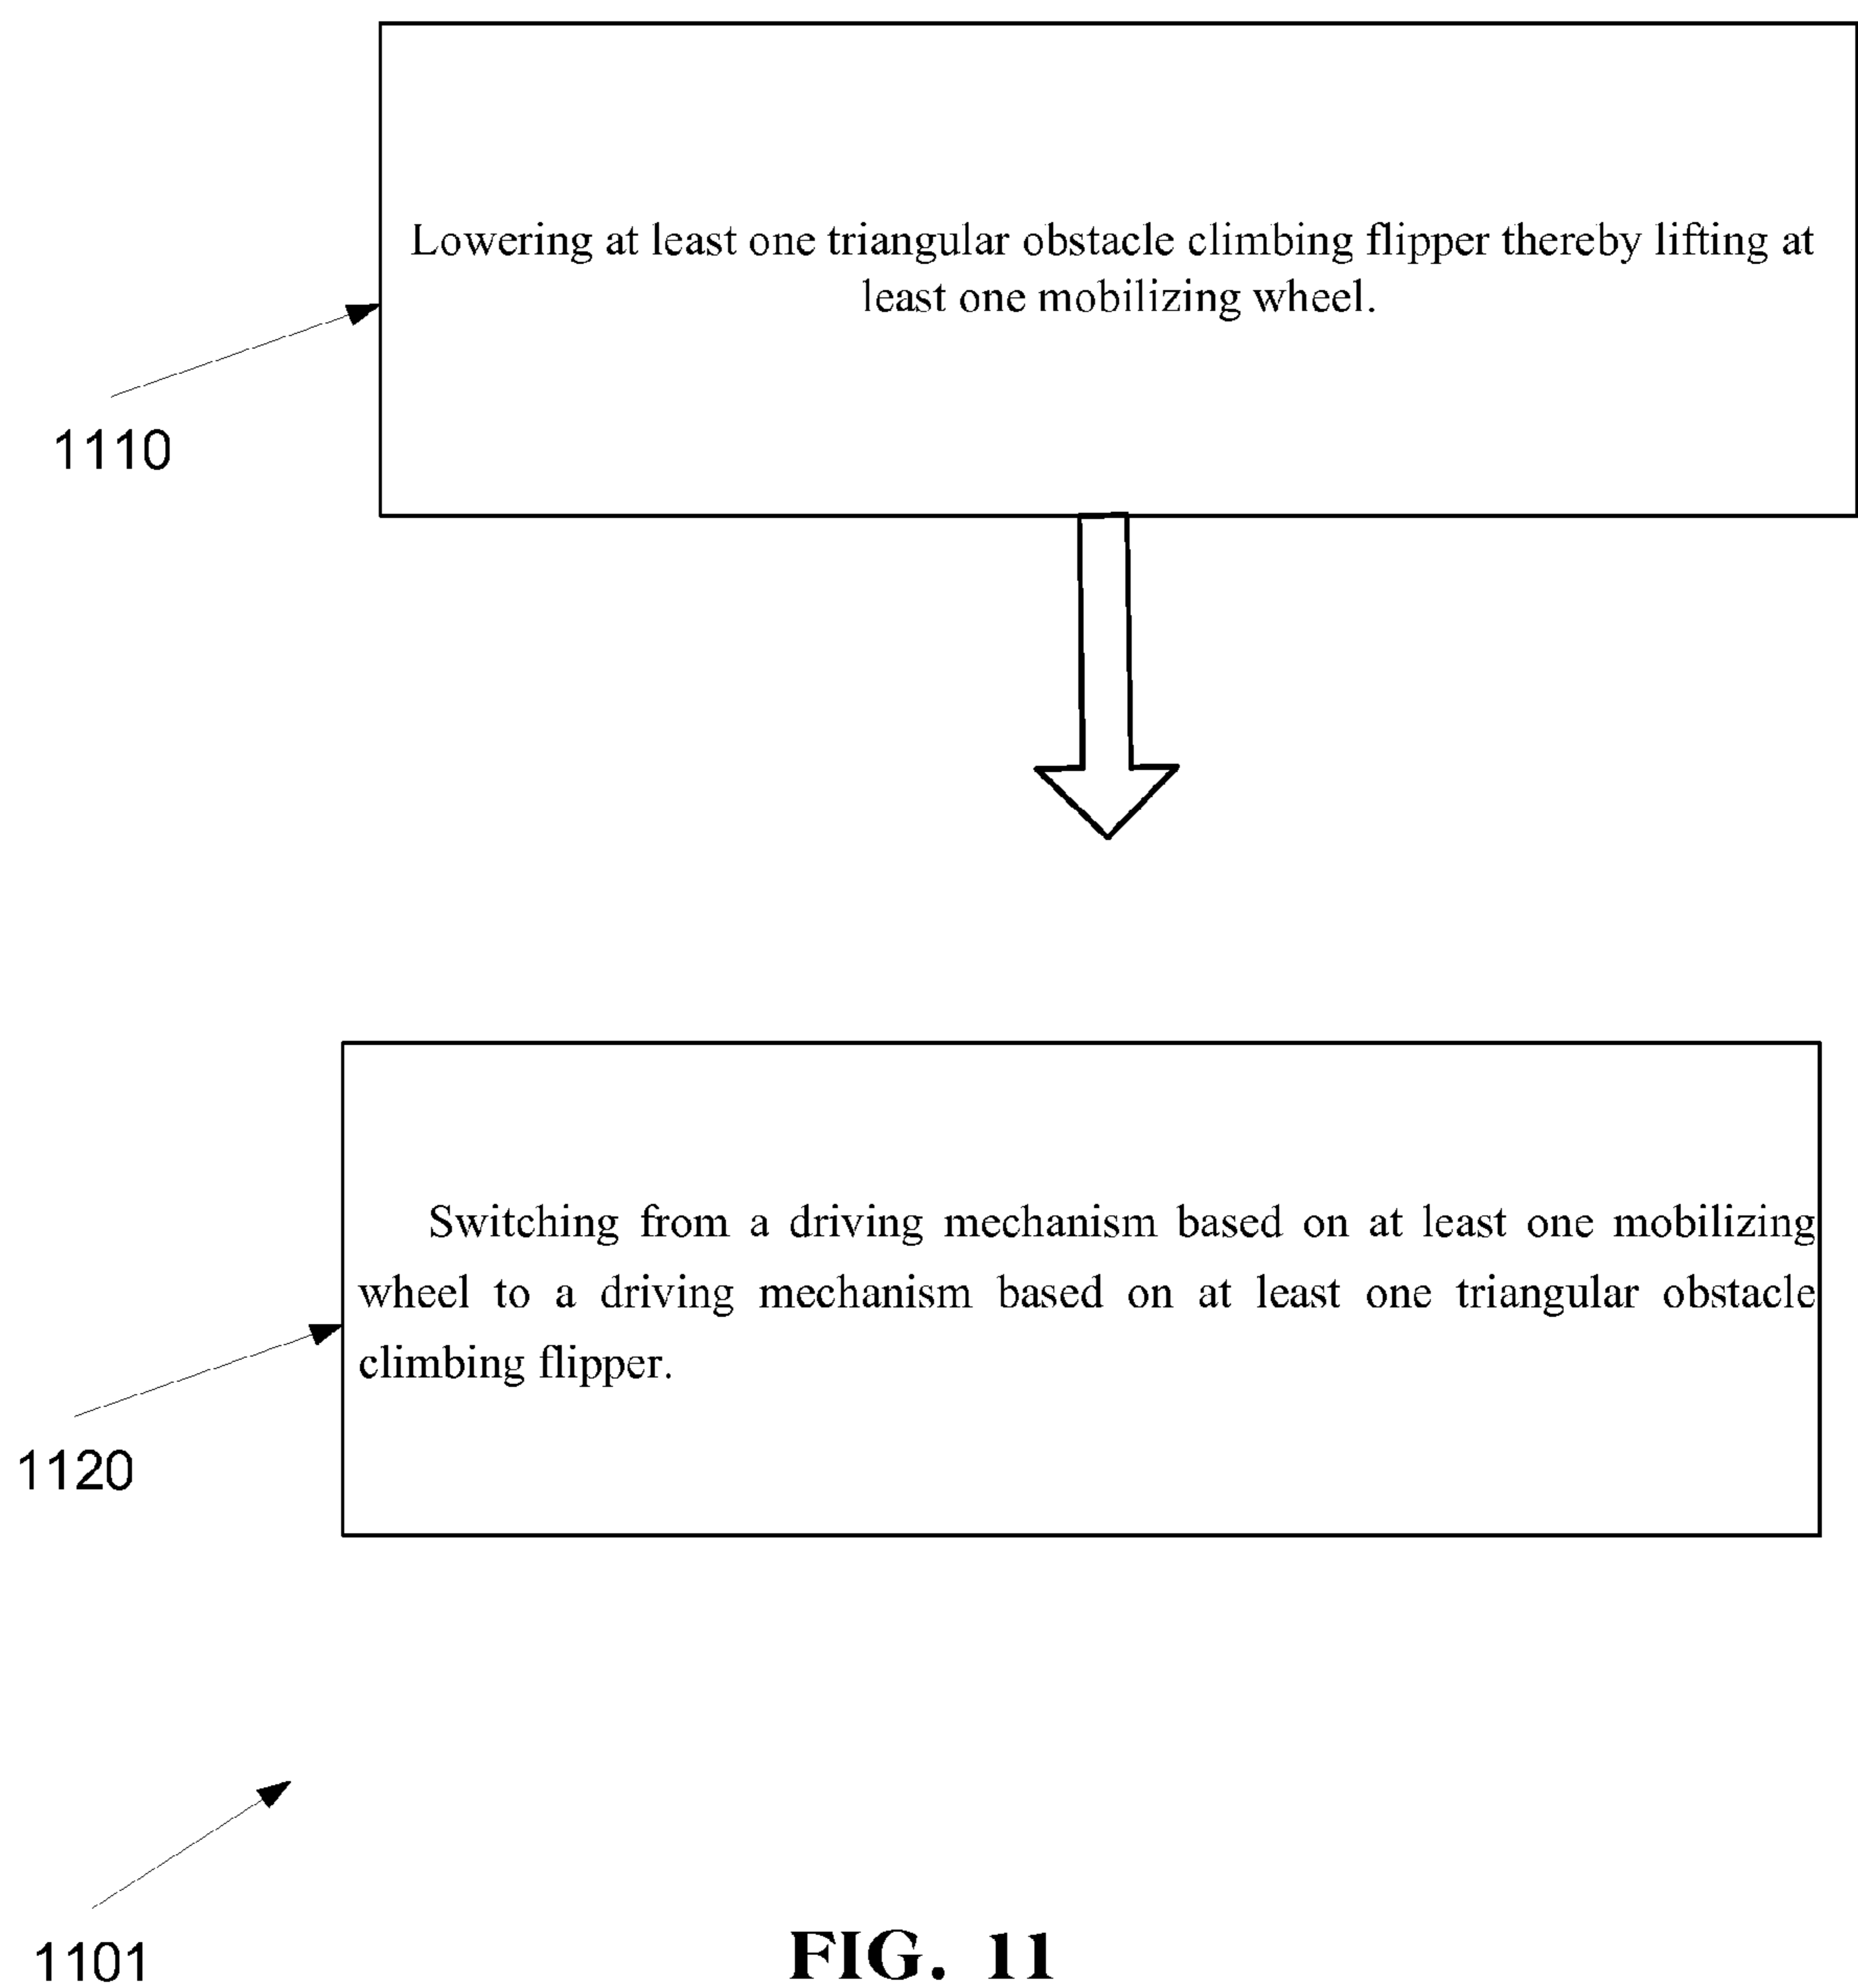 Lowering at least one triangular obstacle climbing flipper thereby lifting at
least one mobilizing wheel.
1110
Switching from a driving mechanism based on at least one mobilizing
wheel to a driving mechanism based on at least one triangular obstacle
climbing flipper.
1120
1101
FIG. 11